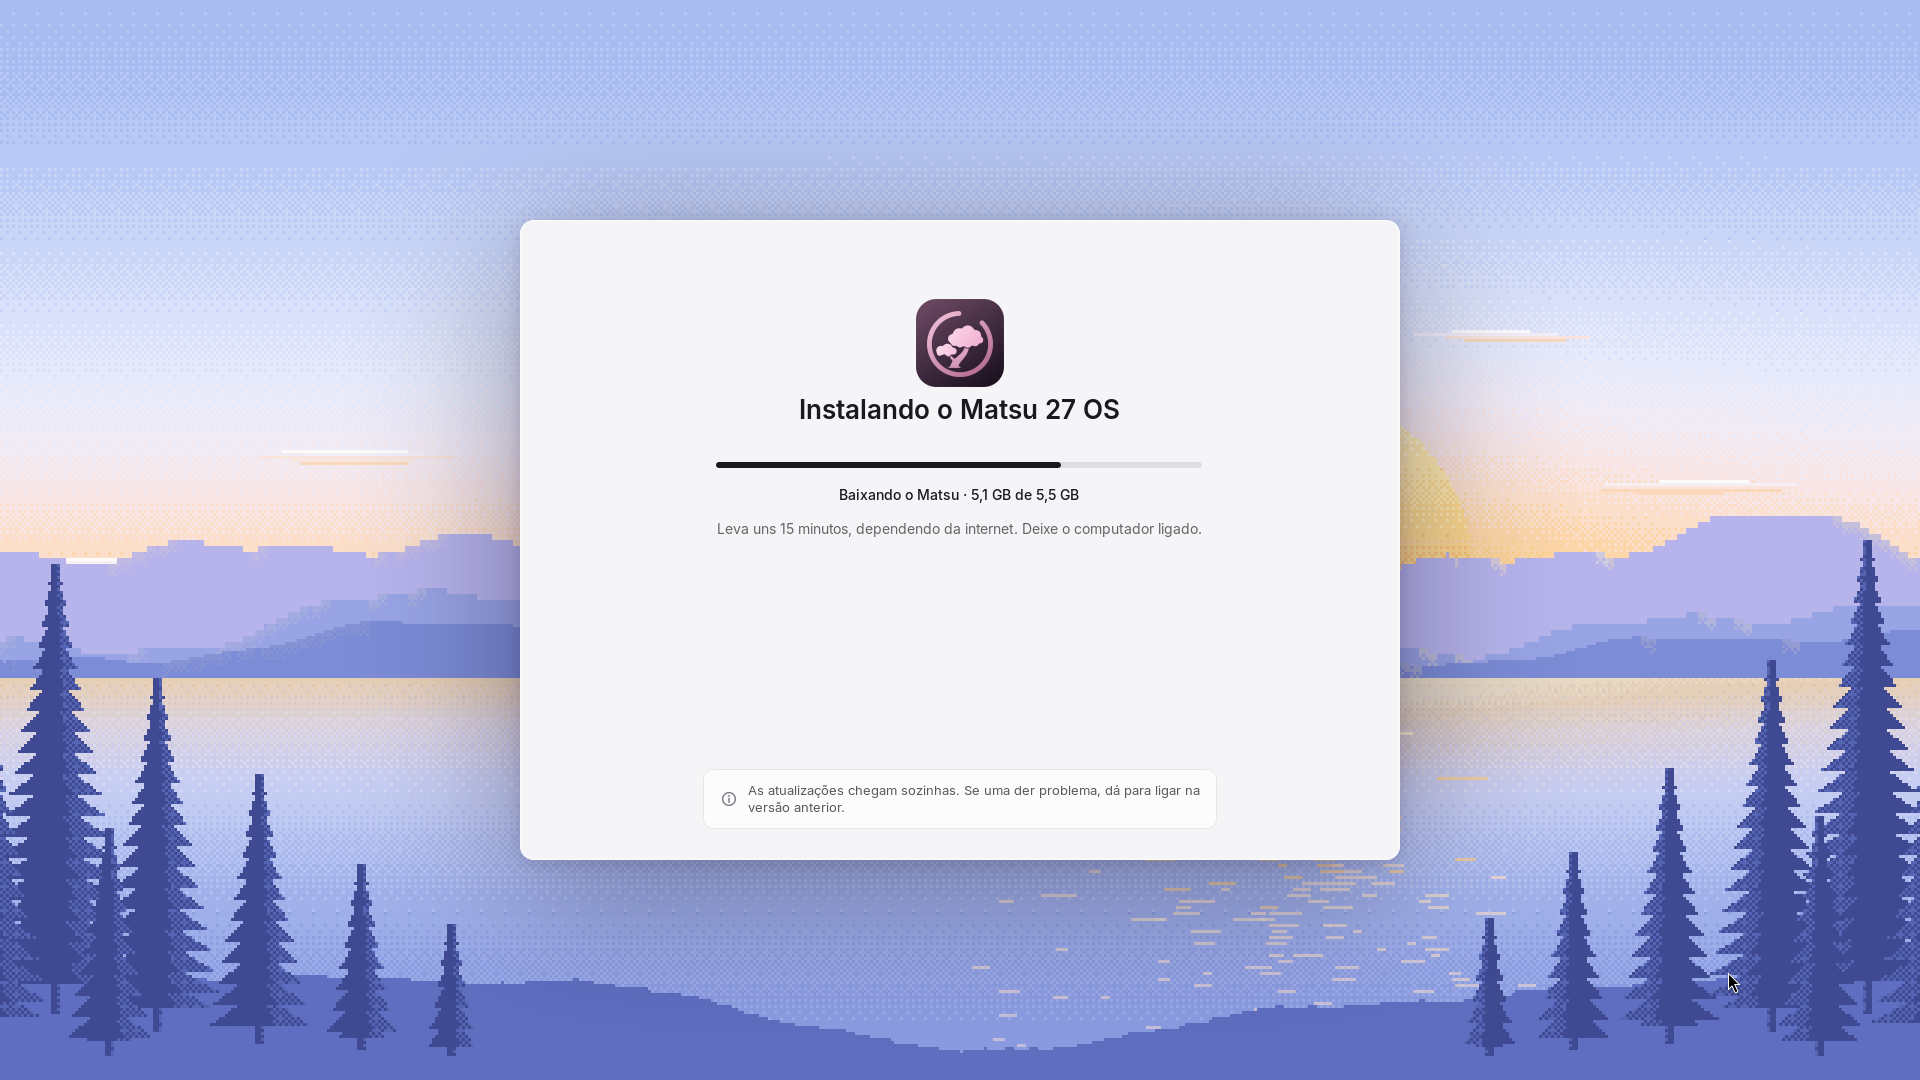 Instalando o Matsu 27 OS
Baixando o Matsu · 5,1 GB de 5,5 GB
Leva uns 15 minutos, dependendo da internet. Deixe o computador ligado.
As atualizações chegam sozinhas. Se uma der problema, dá para ligar na
versão anterior.